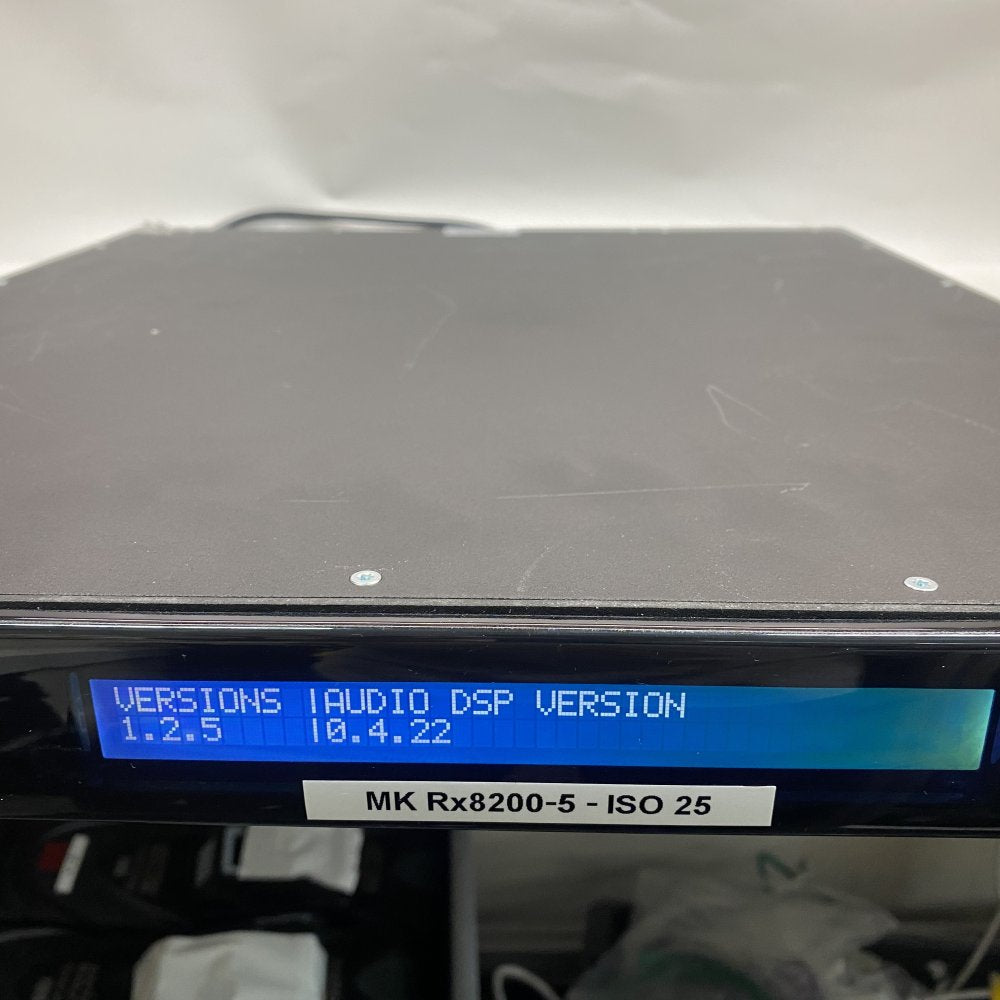 VERSIONS |AUDIO DSP VERSION
1.2.5 |0.4.22
MK Rx8200-5 - ISO 25